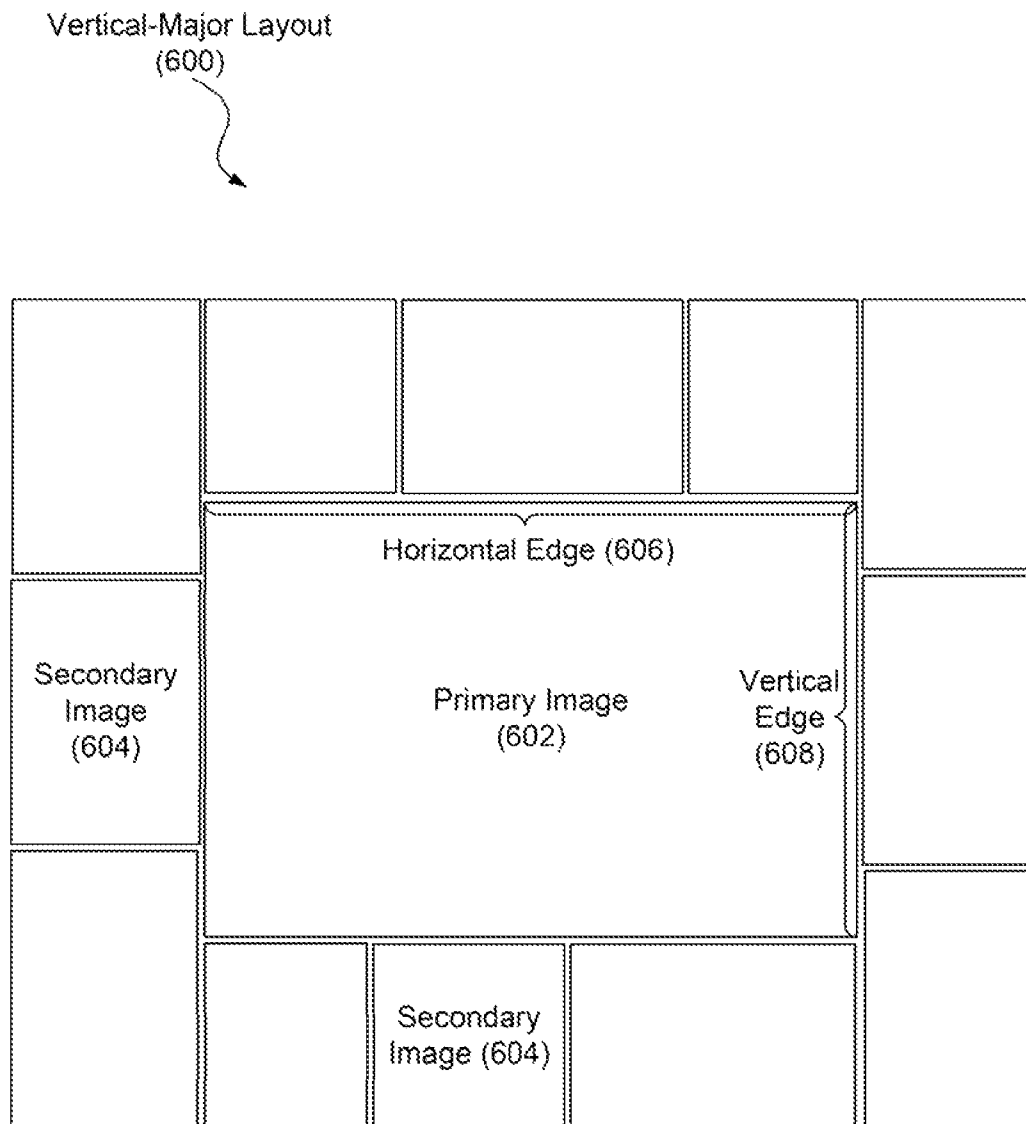 Vertical-Major Layout
(600)
Horizontal Edge (606)
Secondary
Image
(604)
Primary Image
(602)
Vertical
Edge
(608)
Secondary
Image (604)